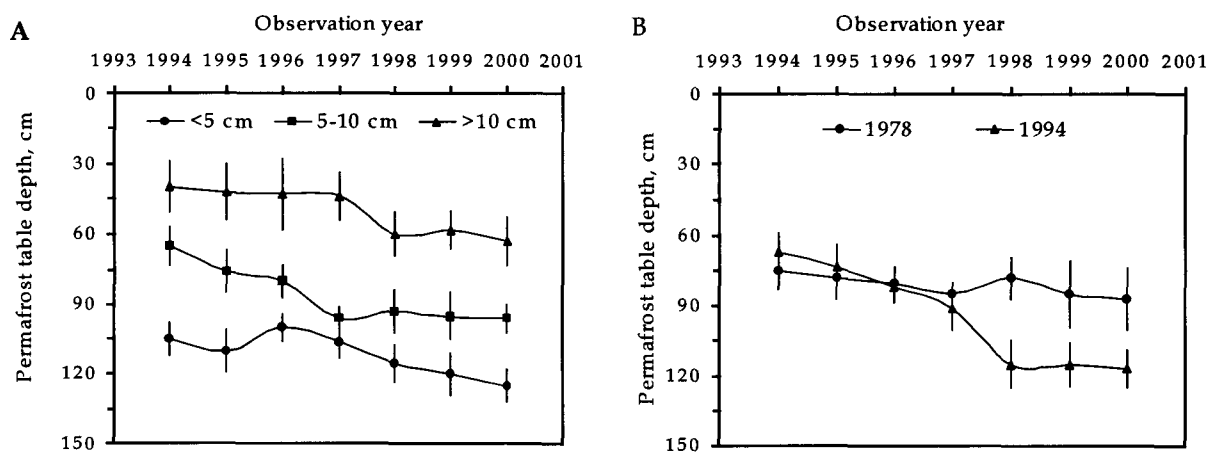 A
Observation year
1993 1994 1995 1996 1997 1998 1999 2000 2001
Permafrost table depth, cm
0
30
60
90
120
150
<5 cm 5-10 cm >10 cm
B
Observation year
1993 1994 1995 1996 1997 1998 1999 2000 2001
Permafrost table depth, cm
0
30
60
90
120
150
1978 1994